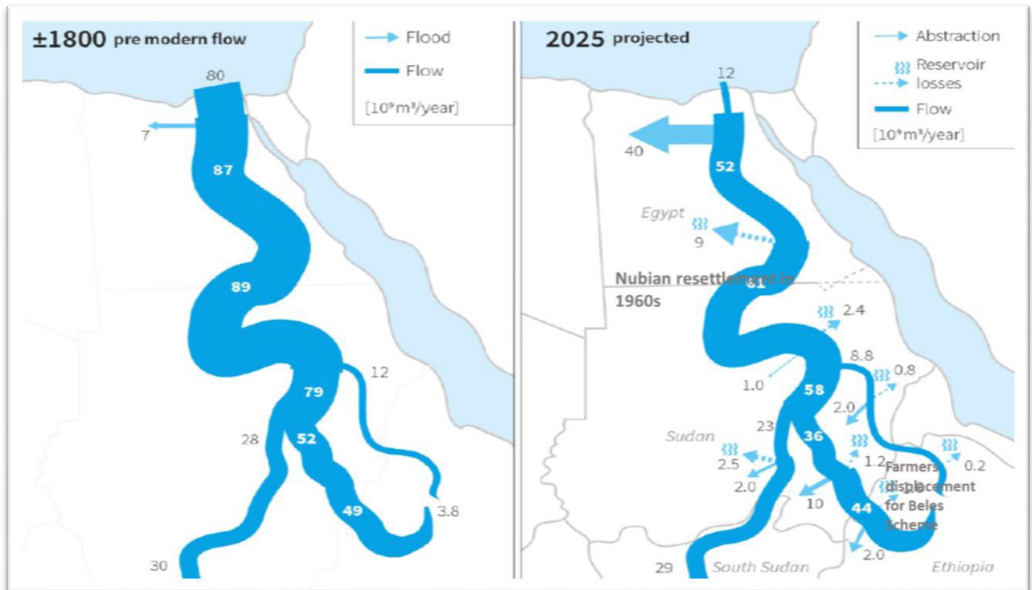 ±1800 pre modern flow
Flood
Flow
[10⁹m³/year]
80
7
87
89
12
79
28
52
49
3.8
30
2025 projected
Abstraction
Reservoir
losses
Flow
[10⁹m³/year]
12
40
52
Egypt
9
Nubian resettlement in
1960s
61
2.4
8.8
0.8
1.0
58
2.0
23
36
Sudan
2.5
2.0
1.2
0.2
Farmers
displacement
for Beles
Scheme
10
44
2.0
29
South Sudan
Ethiopia